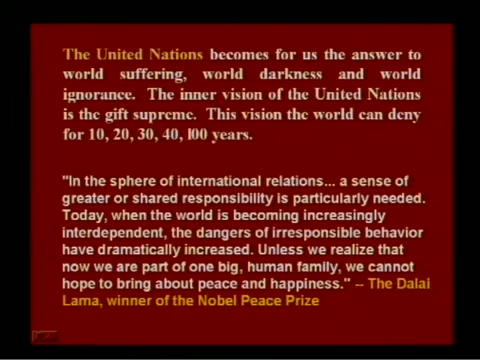 The United Nations becomes for us the answer to
world suffering, world darkness and world
ignorance. The inner vision of the United Nations
is the gift supreme. This vision the world can deny
for 10, 20, 30, 40, 100 years.
"In the sphere of international relations... a sense of
greater or shared responsibility is particularly needed.
Today, when the world is becoming increasingly
interdependent, the dangers of irresponsible behavior
have dramatically increased. Unless we realize that
now we are part of one big, human family, we cannot
hope to bring about peace and happiness." -- The Dalai
Lama, winner of the Nobel Peace Prize